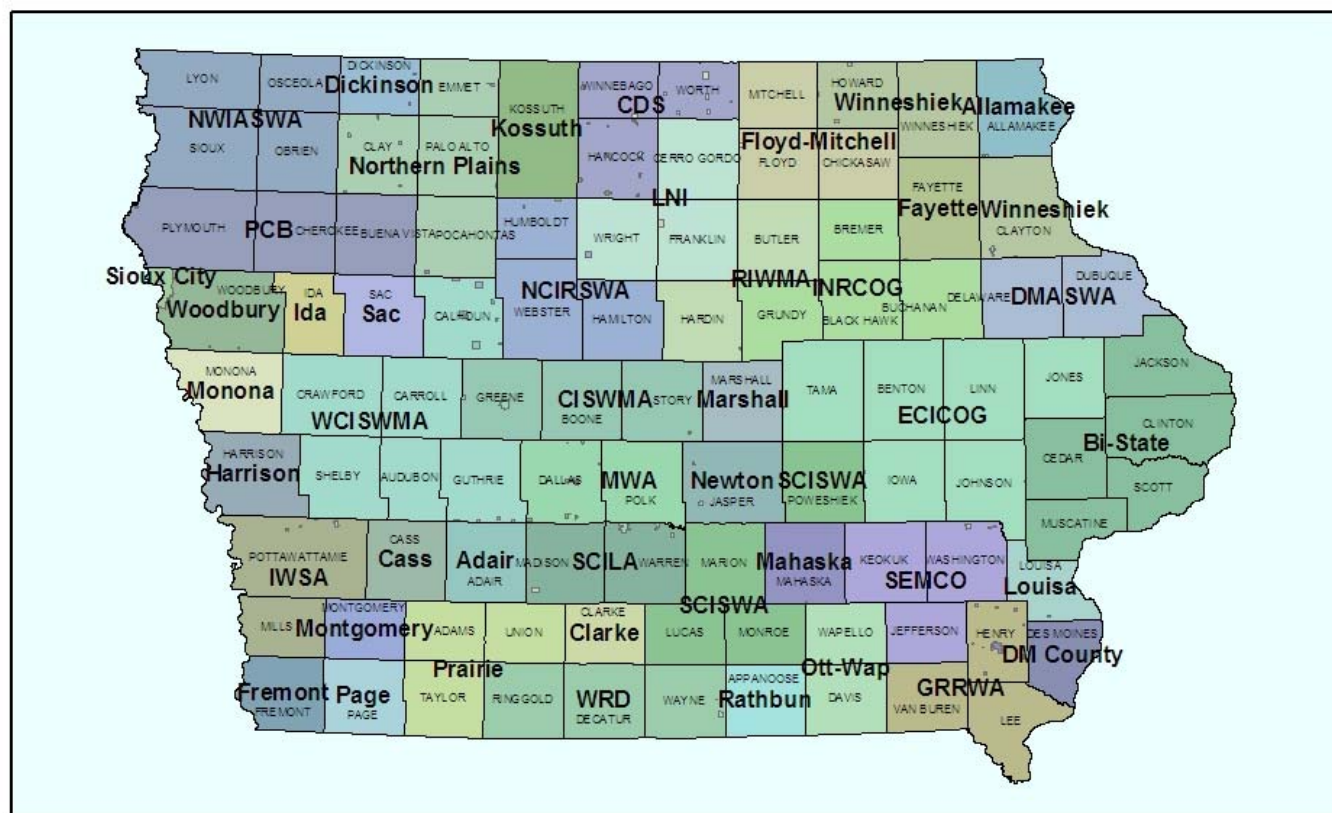 LYON
OSCEOLA
DICKINSON
Dickinson
EMMET
KOSSUTH
Kossuth
WINNEBAGO
WORTH
CDS
MITCHELL
HOWARD
Winneshiek
WINNESHIEK
Allamakee
ALLAMAKEE
NWIASWA
SIOUX
OBRIEN
CLAY
PALO ALTO
Northern Plains
HANCOCK
CERRO GORDO
Floyd-Mitchell
FLOYD
CHICKASAW
LNI
FAYETTE
Fayette
Winneshiek
CLAYTON
PLYMOUTH
PCB
CHEROKEE
BUENA VISTA
POCAHONTAS
HUMBOLDT
WRIGHT
FRANKLIN
BUTLER
BREMER
Sioux City
WOODBURY
Woodbury
IDA
Ida
SAC
Sac
CALHOUN
NCIRSWA
WEBSTER
HAMILTON
HARDIN
RIWMA
GRUNDY
INRCOG
BLACK HAWK
BUCHANAN
DELAWARE
DMASWA
DUBUQUE
MONONA
Monona
CRAWFORD
CARROLL
WCISWMA
GREENE
CISWMA
BOONE
STORY
MARSHALL
Marshall
TAMA
BENTON
LINN
ECICOG
JONES
JACKSON
CLINTON
Bi-State
CEDAR
SCOTT
MUSCATINE
HARRISON
Harrison
SHELBY
AUDUBON
GUTHRIE
DALLAS
MWA
POLK
Newton
JASPER
SCISWA
POWESHIEK
IOWA
JOHNSON
POTTAWATTAMIE
IWSA
CASS
Cass
Adair
ADAIR
MADISON
SCILA
WARREN
MARION
SCISWA
Mahaska
MAHASKA
KEOKUK
WASHINGTON
SEMCO
LOUISA
Louisa
MILLS
MONTGOMERY
Montgomery
ADAMS
UNION
Prairie
CLARKE
Clarke
LUCAS
MONROE
WAPELLO
Ott-Wap
JEFFERSON
HENRY
DES MOINES
DM County
Fremont
FREMONT
Page
PAGE
TAYLOR
RINGGOLD
WRD
DECATUR
WAYNE
APPANOOSE
Rathbun
DAVIS
GRRWA
VAN BUREN
LEE